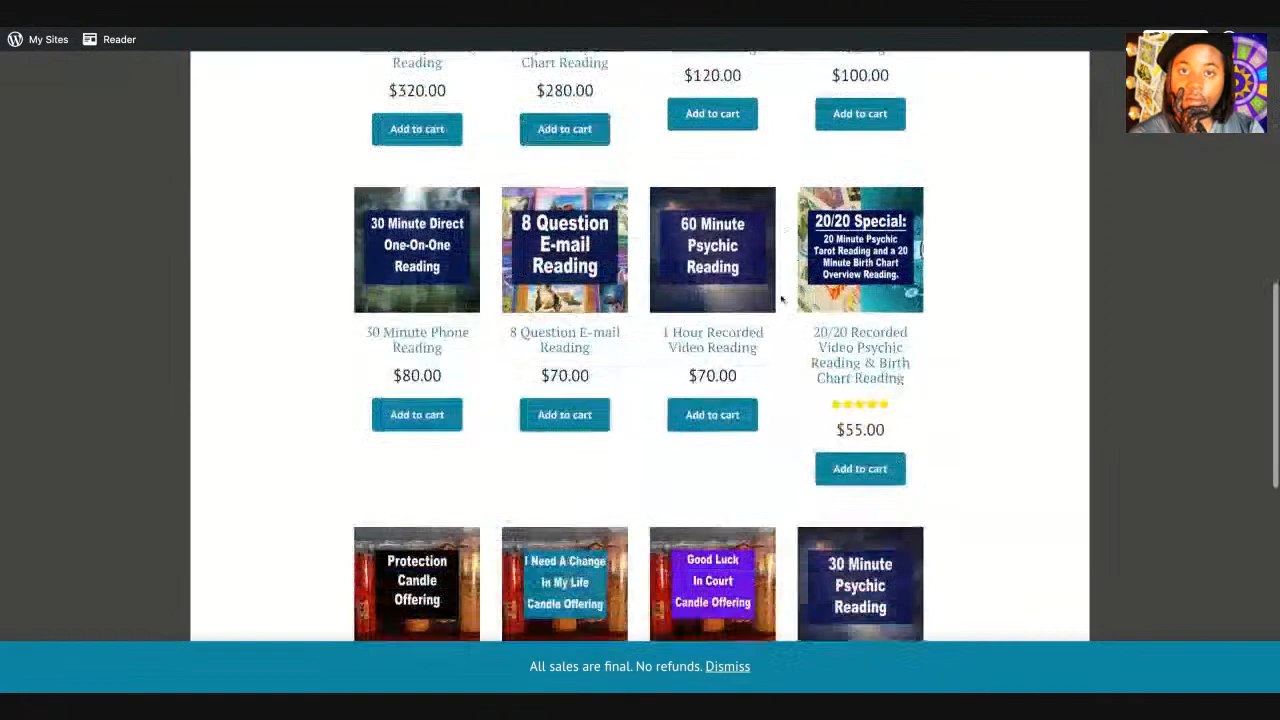 My Sites
Reader
Reading
Chart Reading
$320.00
$280.00
$120.00
$100.00
Add to cart
Add to cart
Add to cart
Add to cart
30 Minute Direct
One-On-One
Reading
8 Question
E-mail
Reading
60 Minute
Psychic
Reading
20/20 Special:
20 Minute Psychic
Tarot Reading and a 20
Minute Birth Chart
Overview Reading.
30 Minute Phone
Reading
8 Question E-mail
Reading
1 Hour Recorded
Video Reading
20/20 Recorded
Video Psychic
Reading & Birth
Chart Reading
$80.00
$70.00
$70.00
$55.00
Add to cart
Add to cart
Add to cart
Add to cart
Protection
Candle
Offering
I Need A Change
In My Life
Candle Offering
Good Luck
In Court
Candle Offering
30 Minute
Psychic
Reading
All sales are final. No refunds. Dismiss